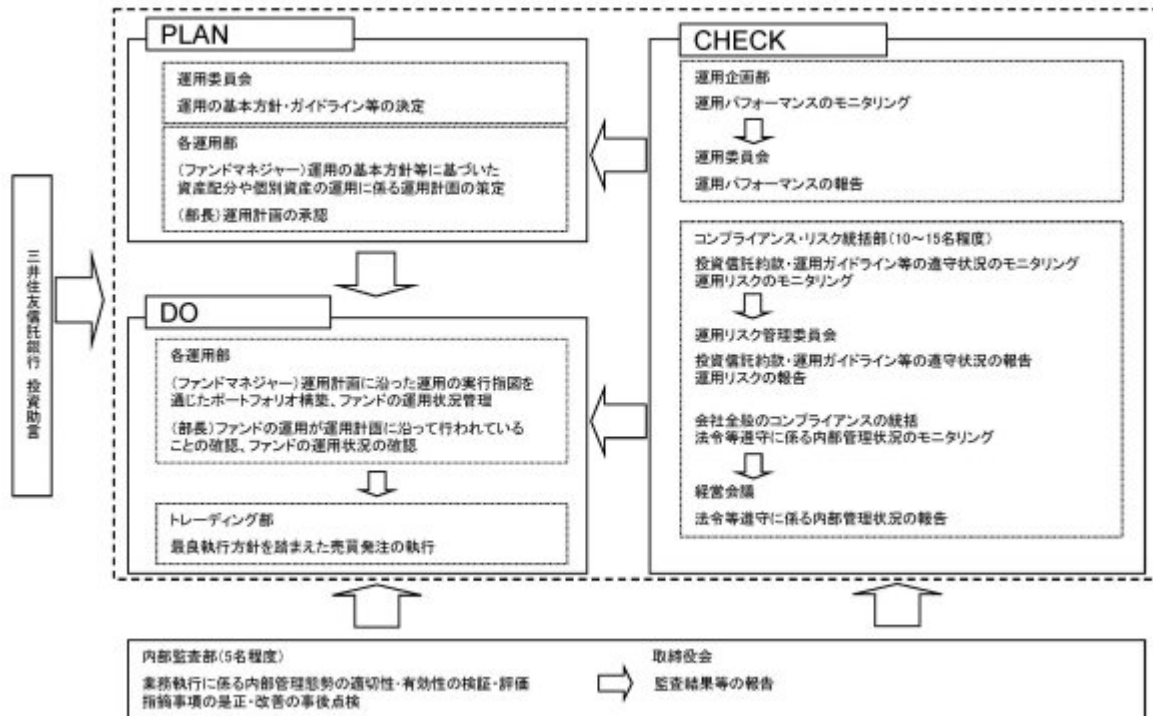 PLAN
運用委員会
運用の基本方針・ガイドライン等の決定
各運用部
(ファンドマネジャー)運用の基本方針等に基づいた
資産配分や個別資産の運用に係る運用計画の策定
(部長)運用計画の承認
三井住友信託銀行 投資助言
DO
各運用部
(ファンドマネジャー)運用計画に沿った運用の実行指図を
通じたポートフォリオ構築、ファンドの運用状況管理
(部長)ファンドの運用が運用計画に沿って行われている
ことの確認、ファンドの運用状況の確認
トレーディング部
最良執行方針を踏まえた売買発注の執行
CHECK
運用企画部
運用パフォーマンスのモニタリング
運用委員会
運用パフォーマンスの報告
コンプライアンス・リスク統括部(10～15名程度)
投資信託約款・運用ガイドライン等の遵守状況のモニタリング
運用リスクのモニタリング
運用リスク管理委員会
投資信託約款・運用ガイドライン等の遵守状況の報告
運用リスクの報告
会社全般のコンプライアンスの統括
法令等遵守に係る内部管理状況のモニタリング
経営会議
法令等遵守に係る内部管理状況の報告
内部監査部(5名程度)
業務執行に係る内部管理態勢の適切性・有効性の検証・評価
指摘事項の是正・改善の事後点検
取締役会
監査結果等の報告